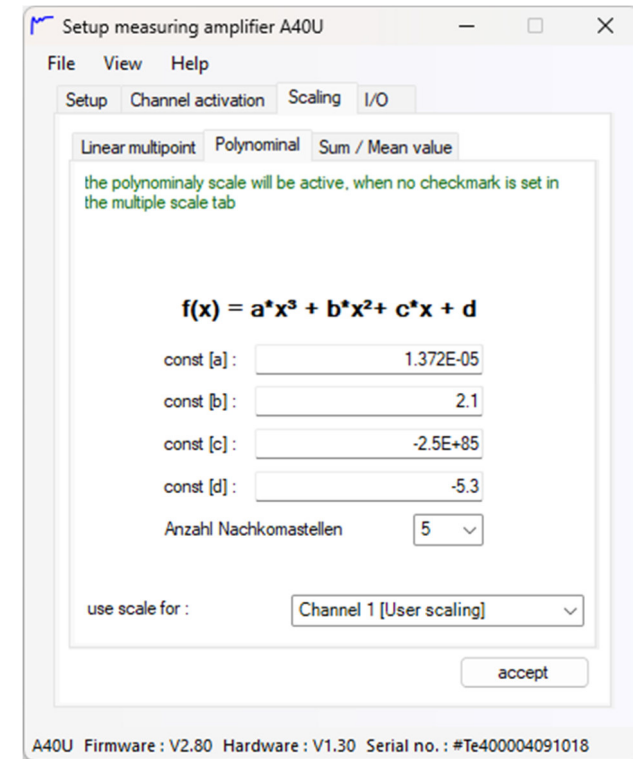 Setup measuring amplifier A40U
File View Help
Setup Channel activation Scaling I/O
Linear multipoint Polynominal Sum / Mean value
the polynominaly scale will be active, when no checkmark is set in
the multiple scale tab
f(x) = a*x³ + b*x²+ c*x + d
const [a] : 1.372E-05
const [b] : 2.1
const [c] : -2.5E+85
const [d] : -5.3
Anzahl Nachkomastellen 5
use scale for : Channel 1 [User scaling]
accept
A40U Firmware : V2.80 Hardware : V1.30 Serial no. : #Te400004091018